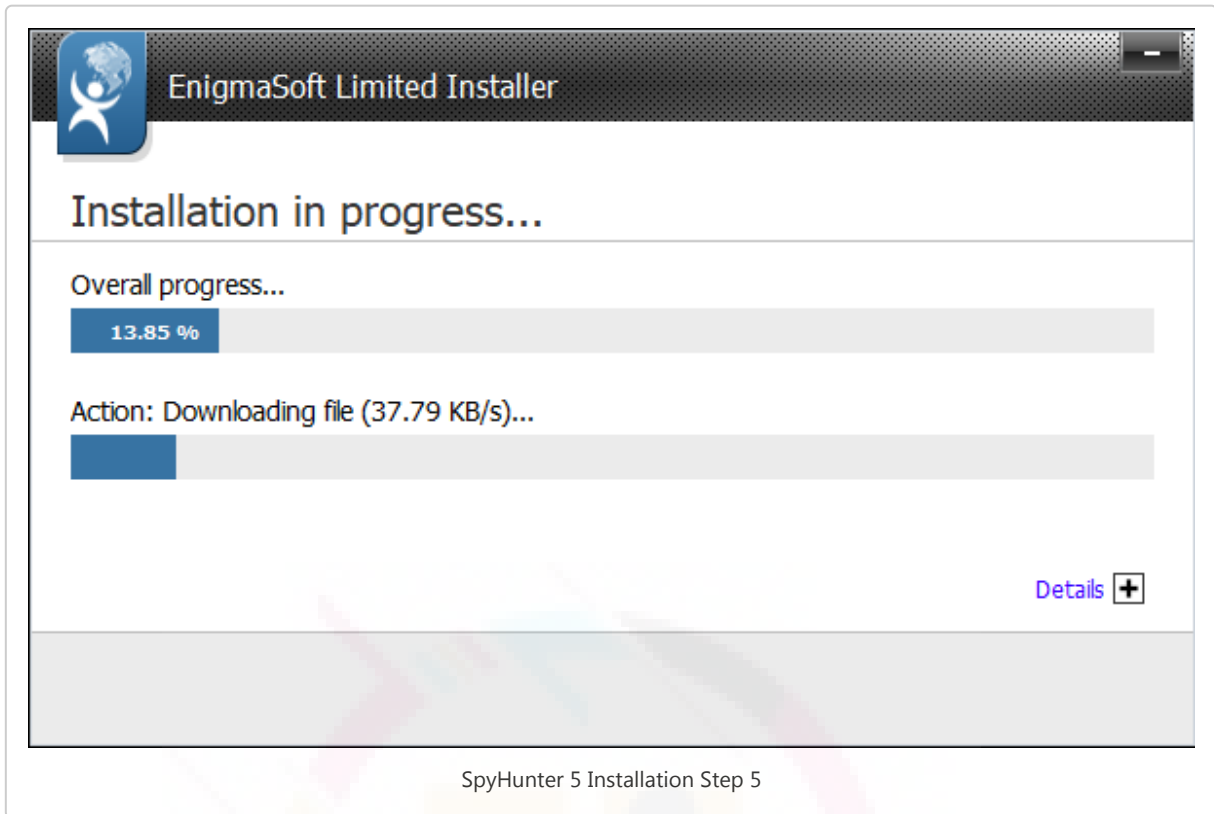 EnigmaSoft Limited Installer
Installation in progress...
Overall progress...
13.85 %
Action: Downloading file (37.79 KB/s)...
Details
SpyHunter 5 Installation Step 5